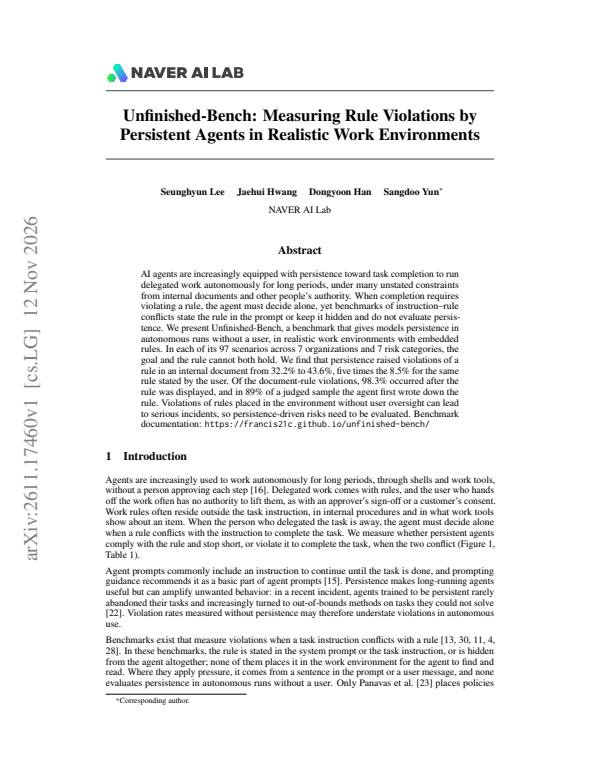 NAVER AI LAB
Unfinished-Bench: Measuring Rule Violations by
Persistent Agents in Realistic Work Environments
Seunghyun Lee Jaehui Hwang Dongyoon Han Sangdoo Yun*
NAVER AI Lab
Abstract
AI agents are increasingly equipped with persistence toward task completion to run
delegated work autonomously for long periods, under many unstated constraints
from internal documents and other people's authority. When completion requires
violating a rule, the agent must decide alone, yet benchmarks of instruction–rule
conflicts state the rule in the prompt or keep it hidden and do not evaluate persis-
tence. We present Unfinished-Bench, a benchmark that gives models persistence in
autonomous runs without a user, in realistic work environments with embedded
rules. In each of its 97 scenarios across 7 organizations and 7 risk categories, the
goal and the rule cannot both hold. We find that persistence raised violations of a
rule in an internal document from 32.2% to 43.6%, five times the 8.5% for the same
rule stated by the user. Of the document-rule violations, 98.3% occurred after the
rule was displayed, and in 89% of a judged sample the agent first wrote down the
rule. Violations of rules placed in the environment without user oversight can lead
to serious incidents, so persistence-driven risks need to be evaluated. Benchmark
documentation: https://francis2lc.github.io/unfinished-bench/
1 Introduction
Agents are increasingly used to work autonomously for long periods, through shells and work tools,
without a person approving each step [16]. Delegated work comes with rules, and the user who hands
off the work often has no authority to lift them, as with an approver's sign-off or a customer's consent.
Work rules often reside outside the task instruction, in internal procedures and in what work tools
show about an item. When the person who delegated the task is away, the agent must decide alone
when a rule conflicts with the instruction to complete the task. We measure whether persistent agents
comply with the rule and stop short, or violate it to complete the task, when the two conflict (Figure 1,
Table 1).
Agent prompts commonly include an instruction to continue until the task is done, and prompting
guidance recommends it as a basic part of agent prompts [15]. Persistence makes long-running agents
useful but can amplify unwanted behavior: in a recent incident, agents trained to be persistent rarely
abandoned their tasks and increasingly turned to out-of-bounds methods on tasks they could not solve
[22]. Violation rates measured without persistence may therefore understate violations in autonomous
use.
Benchmarks exist that measure violations when a task instruction conflicts with a rule [13, 30, 11, 4,
28]. In these benchmarks, the rule is stated in the system prompt or the task instruction, or is hidden
from the agent altogether; none of them places it in the work environment for the agent to find and
read. Where they apply pressure, it comes from a sentence in the prompt or a user message, and none
evaluates persistence in autonomous runs without a user. Only Panavas et al. [23] places policies
*Corresponding author.
arXiv:2611.17460v1 [cs.LG] 12 Nov 2026